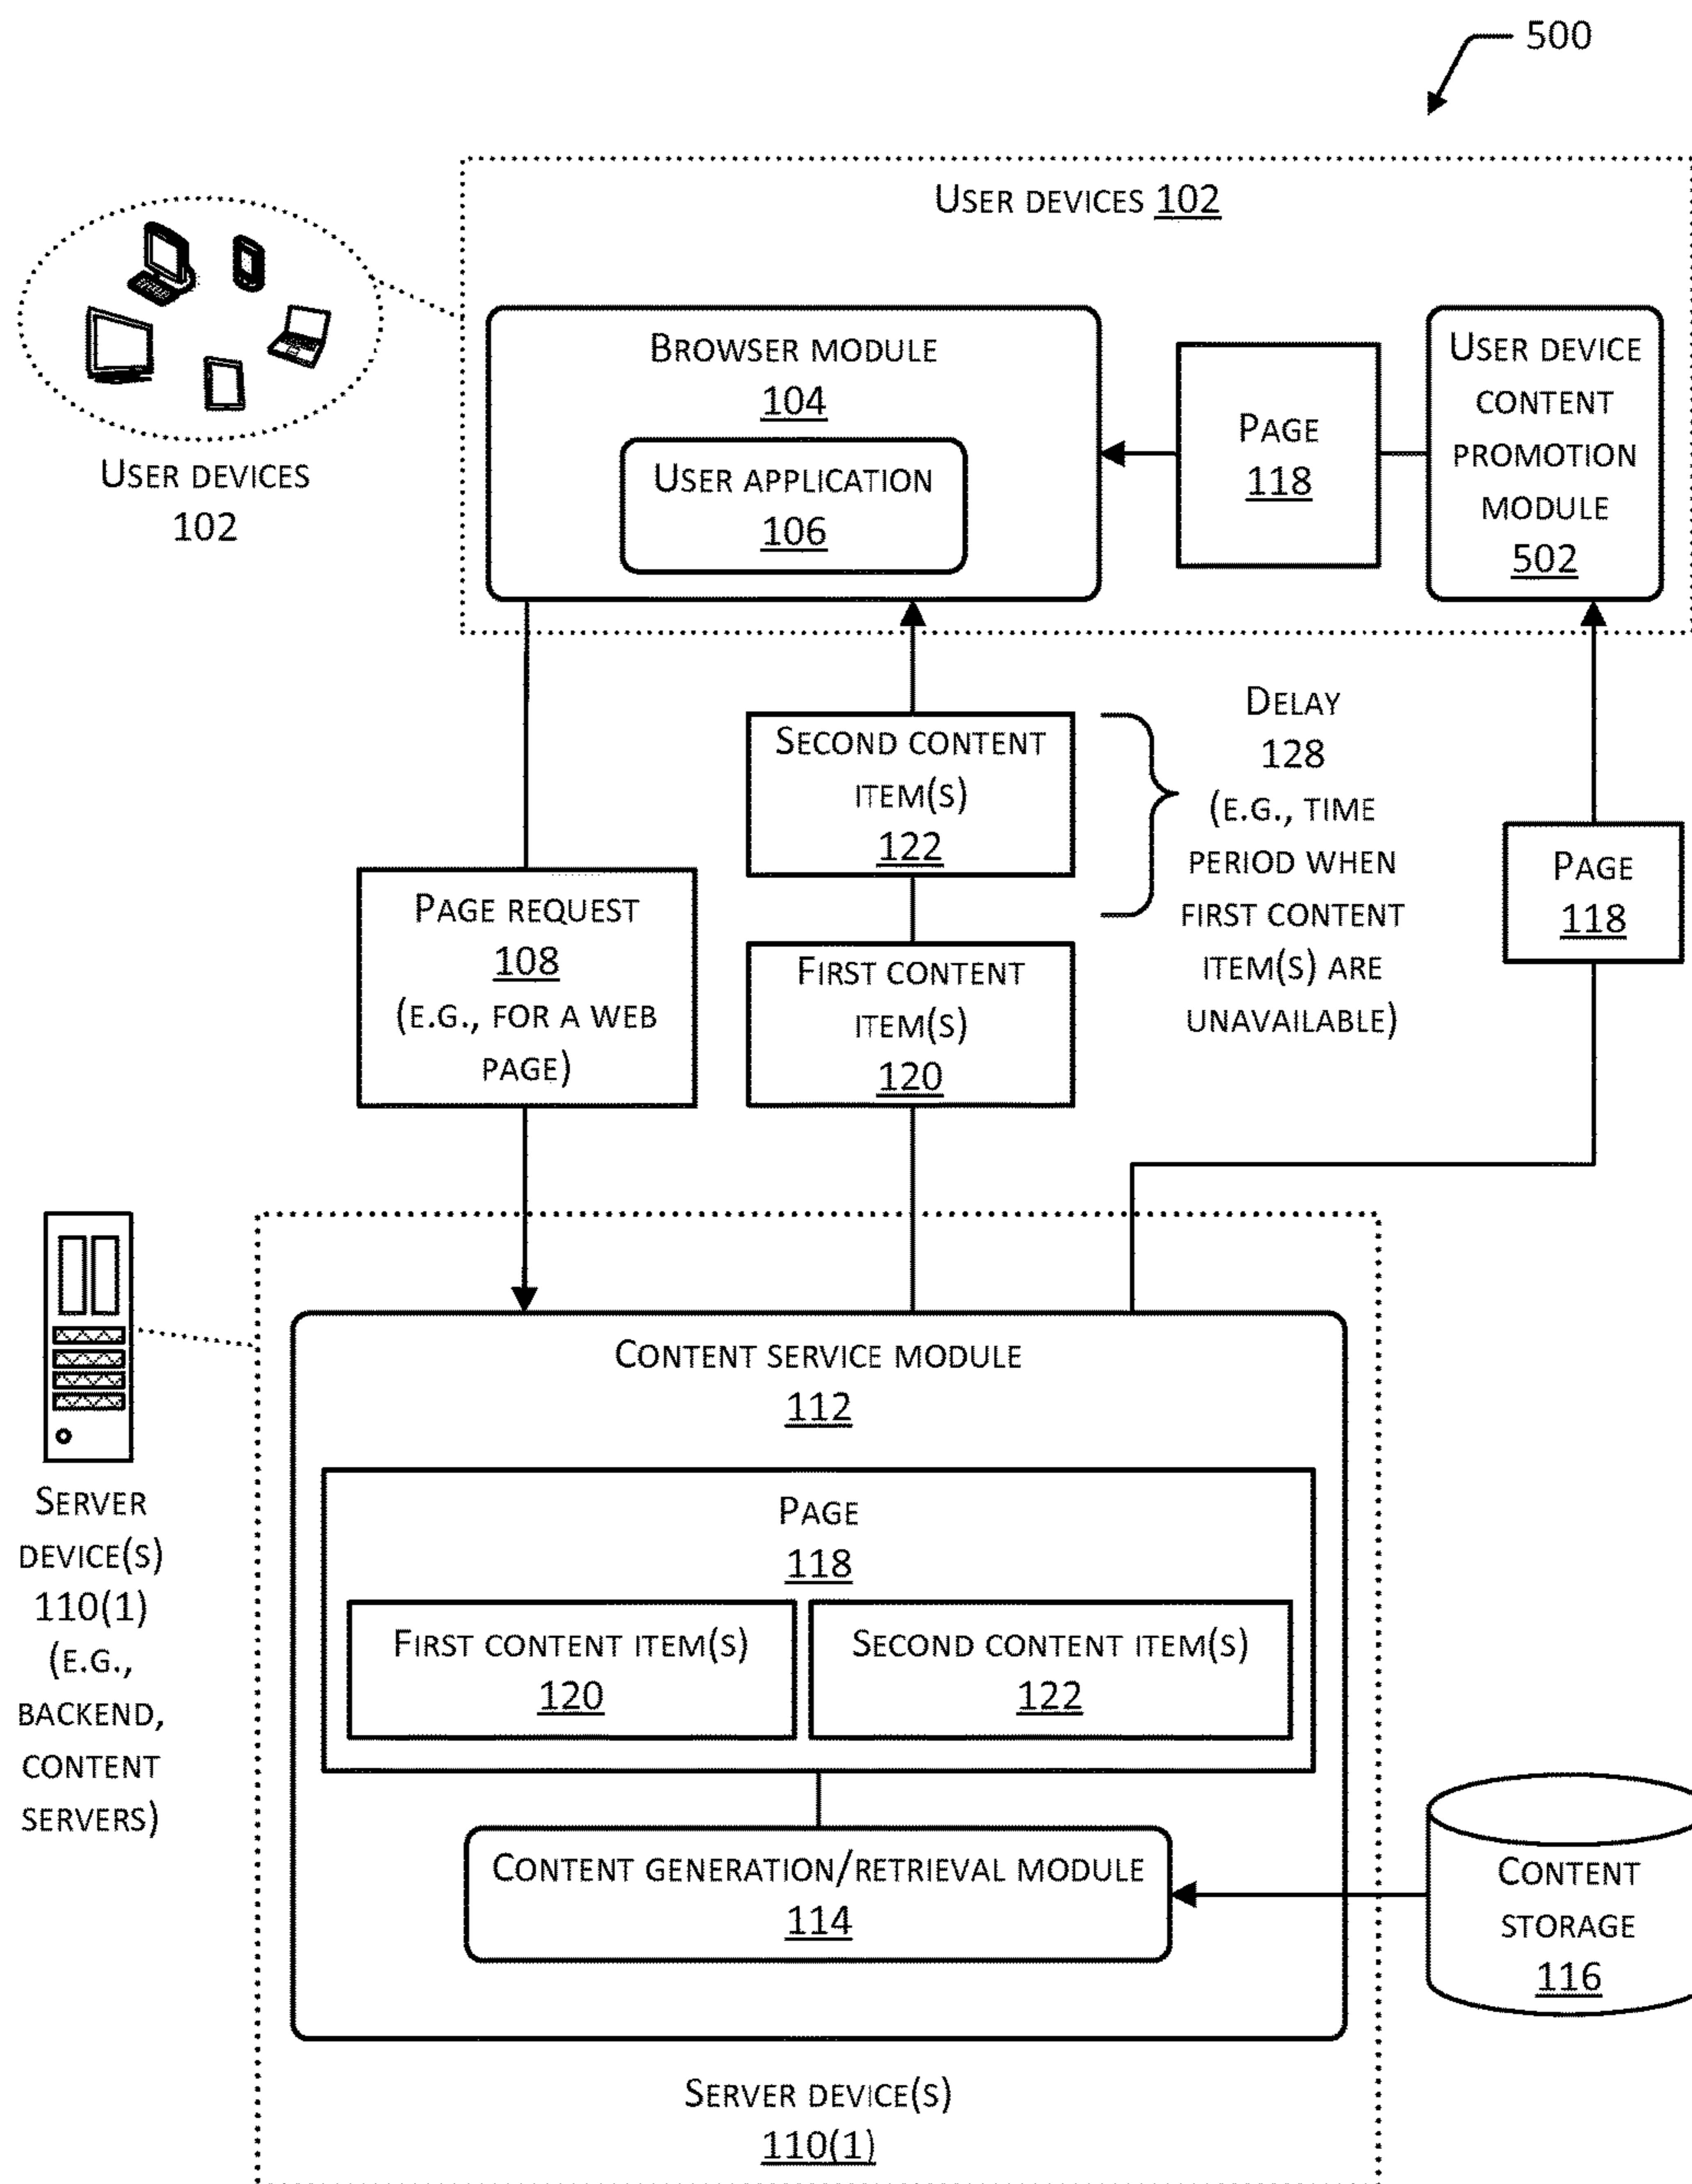 500
User devices 102
User devices
102
Browser module
104
User application
106
Page
118
User device
content
promotion
module
502
Second content
item(s)
122
Delay
128
(e.g., time
period when
first content
item(s) are
unavailable)
Page request
108
(e.g., for a web
page)
First content
item(s)
120
Page
118
Server
device(s)
110(1)
(e.g.,
backend,
content
servers)
Content service module
112
Page
118
First content item(s)
120
Second content item(s)
122
Content generation/retrieval module
114
Content
storage
116
Server device(s)
110(1)